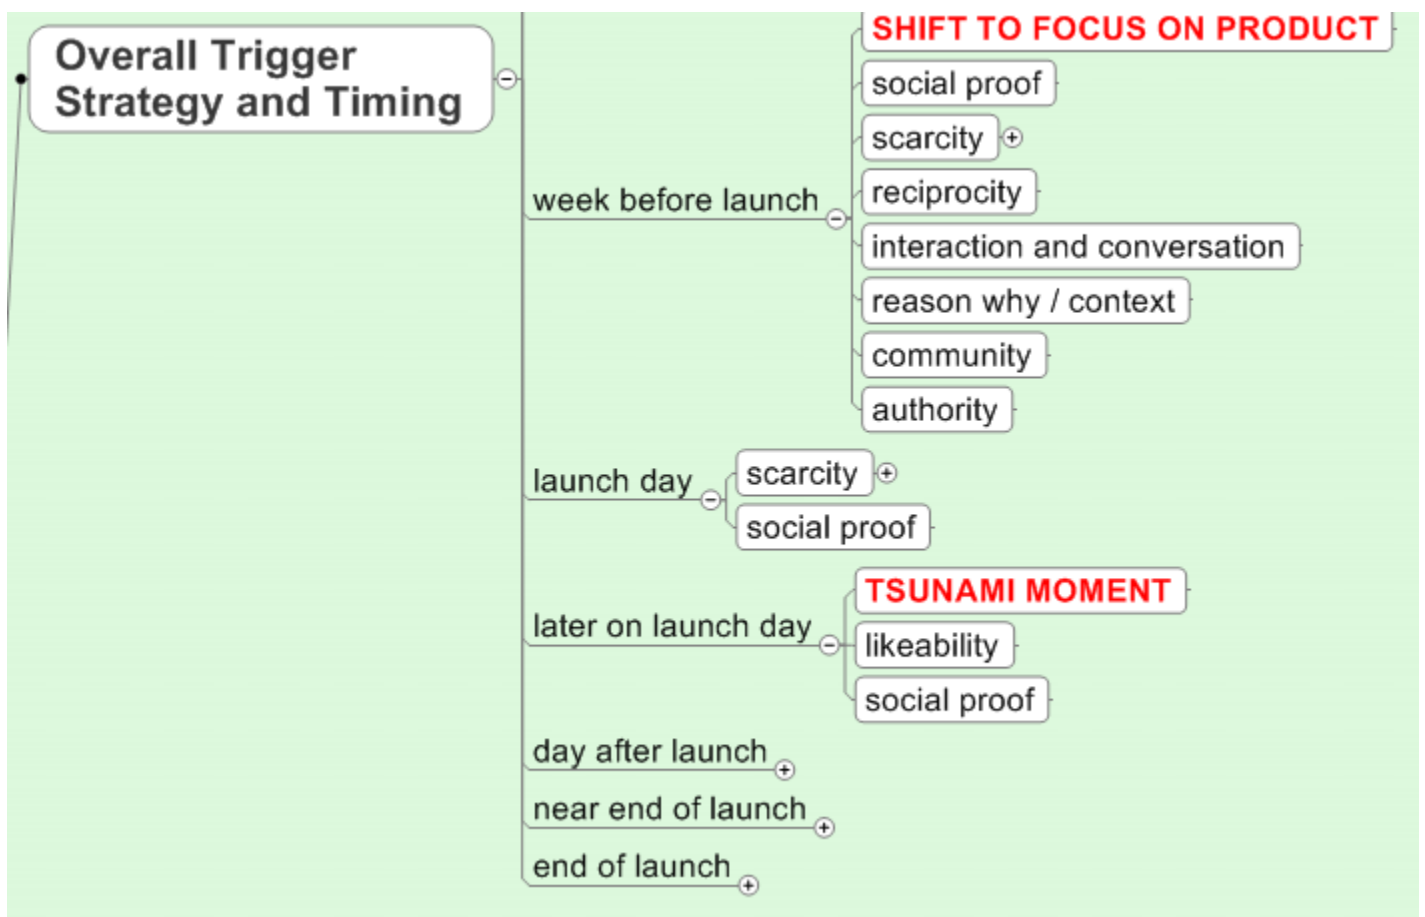 Overall Trigger
Strategy and Timing
week before launch
SHIFT TO FOCUS ON PRODUCT
social proof
scarcity
reciprocity
interaction and conversation
reason why / context
community
authority
launch day
scarcity
social proof
later on launch day
TSUNAMI MOMENT
likeability
social proof
day after launch
near end of launch
end of launch